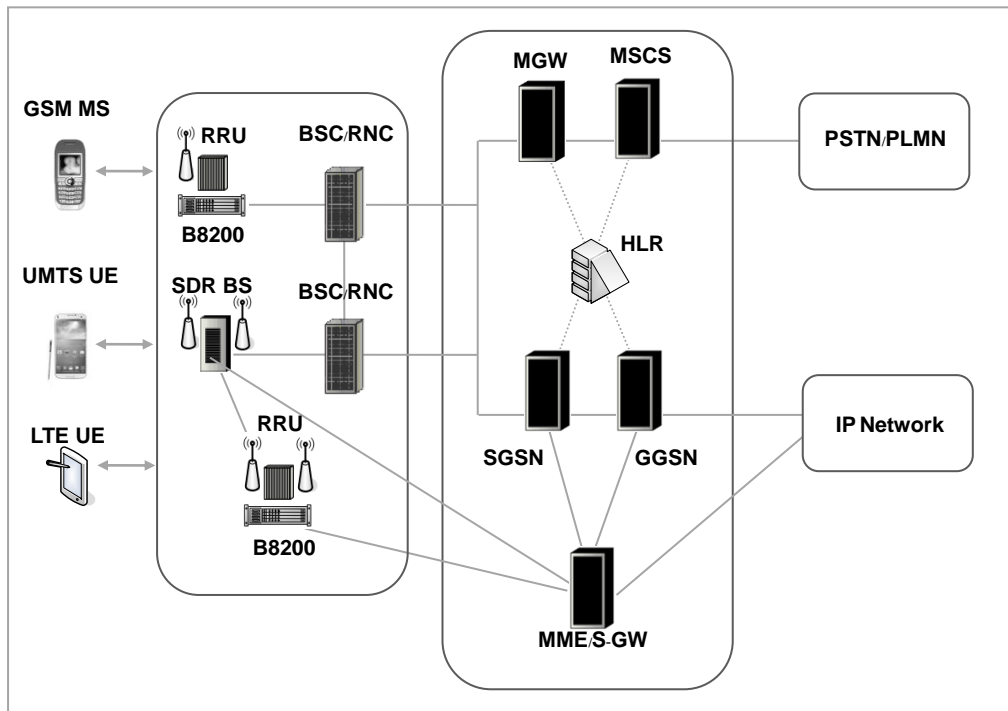 MGW
MSCS
GSM MS
RRU
BSC/RNC
PSTN/PLMN
B8200
HLR
UMTS UE
SDR BS
BSC/RNC
RRU
LTE UE
SGSN
GGSN
IP Network
B8200
MME/S-GW